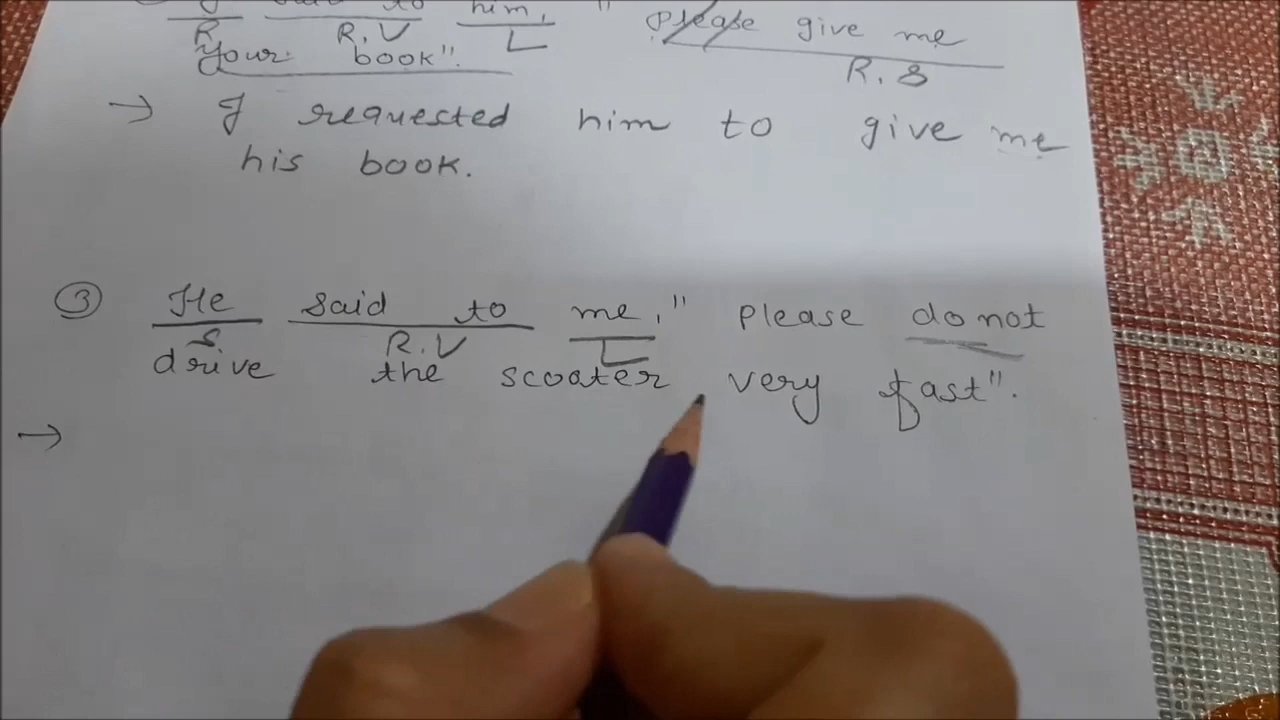 him, " Please give me
R R.V L
your book". R.S
→ I requested him to give me
his book.
③ He said to me," Please do not
S R.V L
drive the scoater very fast".
→